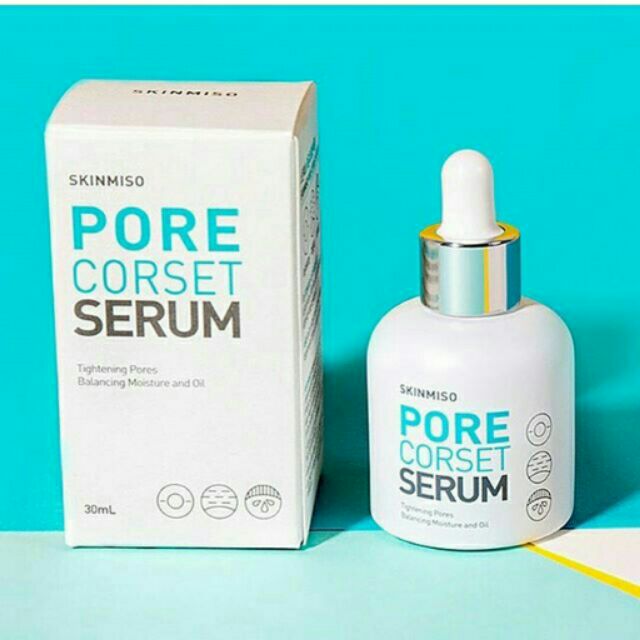 SKINMISO
SKINMISO
PORE
CORSET
SERUM
Tightening Pores
Balancing Moisture and Oil
30mL
SKINMISO
PORE
CORSET
SERUM
Tightening Pores
Balancing Moisture and Oil